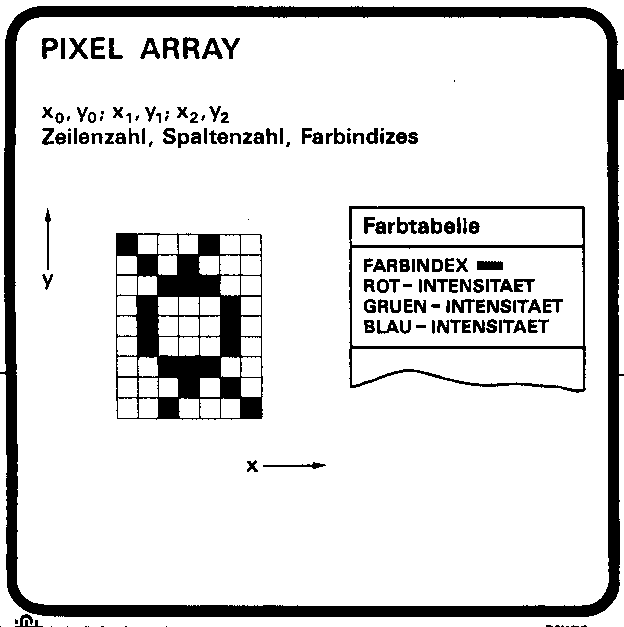 PIXEL ARRAY
x₀, y₀; x₁, y₁; x₂, y₂
Zeilenzahl, Spaltenzahl, Farbindizes
y
Farbtabelle
FARBINDEX
ROT – INTENSITAET
GRUEN – INTENSITAET
BLAU – INTENSITAET
x